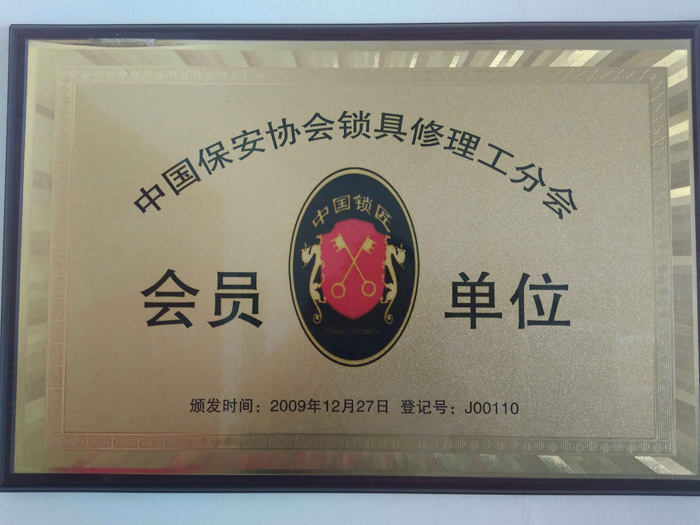 中国保安协会锁具修理工分会
中国锁匠
会员 单位
颁发时间：2009年12月27日 登记号：J00110